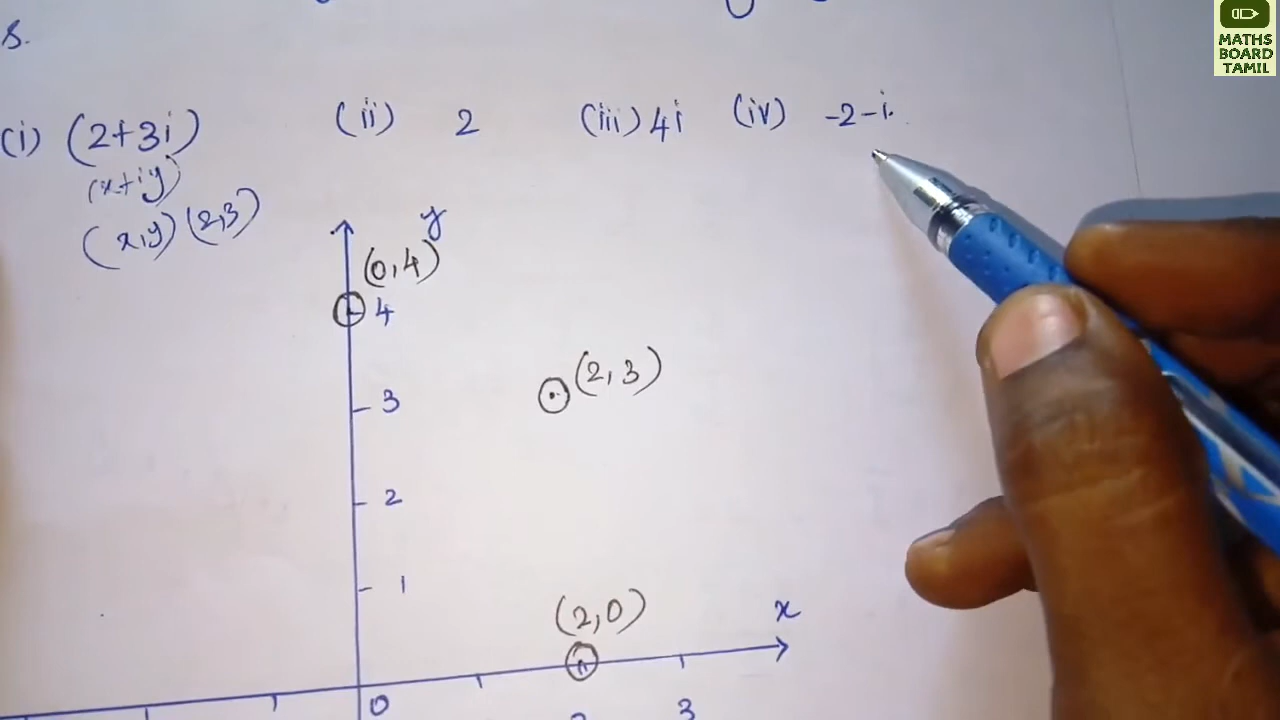 s.
MATHS
BOARD
TAMIL
(i) (2+3i) (ii) 2 (iii) 4i (iv) -2-i.
(x+iy)
(x,y) (2,3)
y
(0,4)
4
(2,3)
3
2
1
(2,0)
x
0 2 3